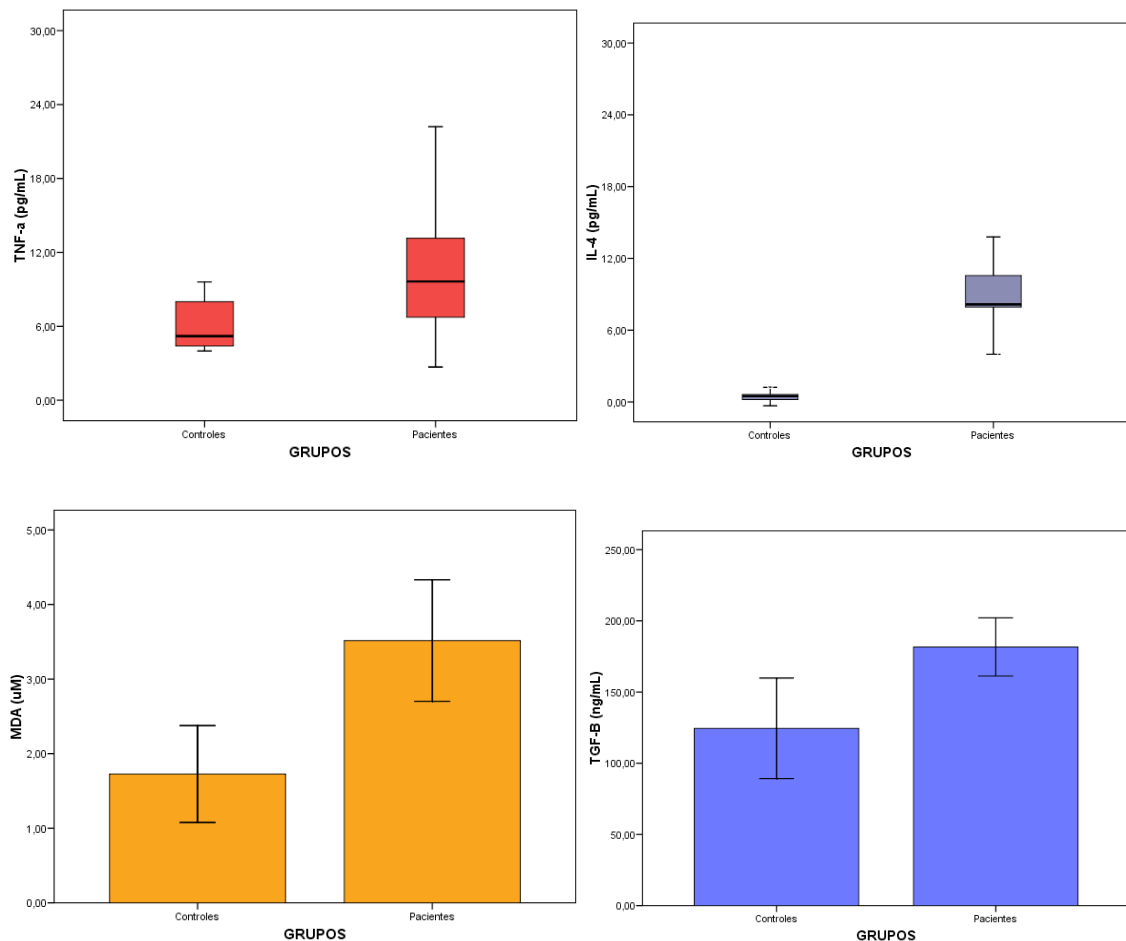 TNF-a (pg/mL)
30,00
24,00
18,00
12,00
6,00
0,00
Controles
Pacientes
GRUPOS
IL-4 (pg/mL)
30,00
24,00
18,00
12,00
6,00
0,00
Controles
Pacientes
GRUPOS
MDA (uM)
5,00
4,00
3,00
2,00
1,00
0,00
Controles
Pacientes
GRUPOS
TGF-B (ng/mL)
250,00
200,00
150,00
100,00
50,00
0,00
Controles
Pacientes
GRUPOS